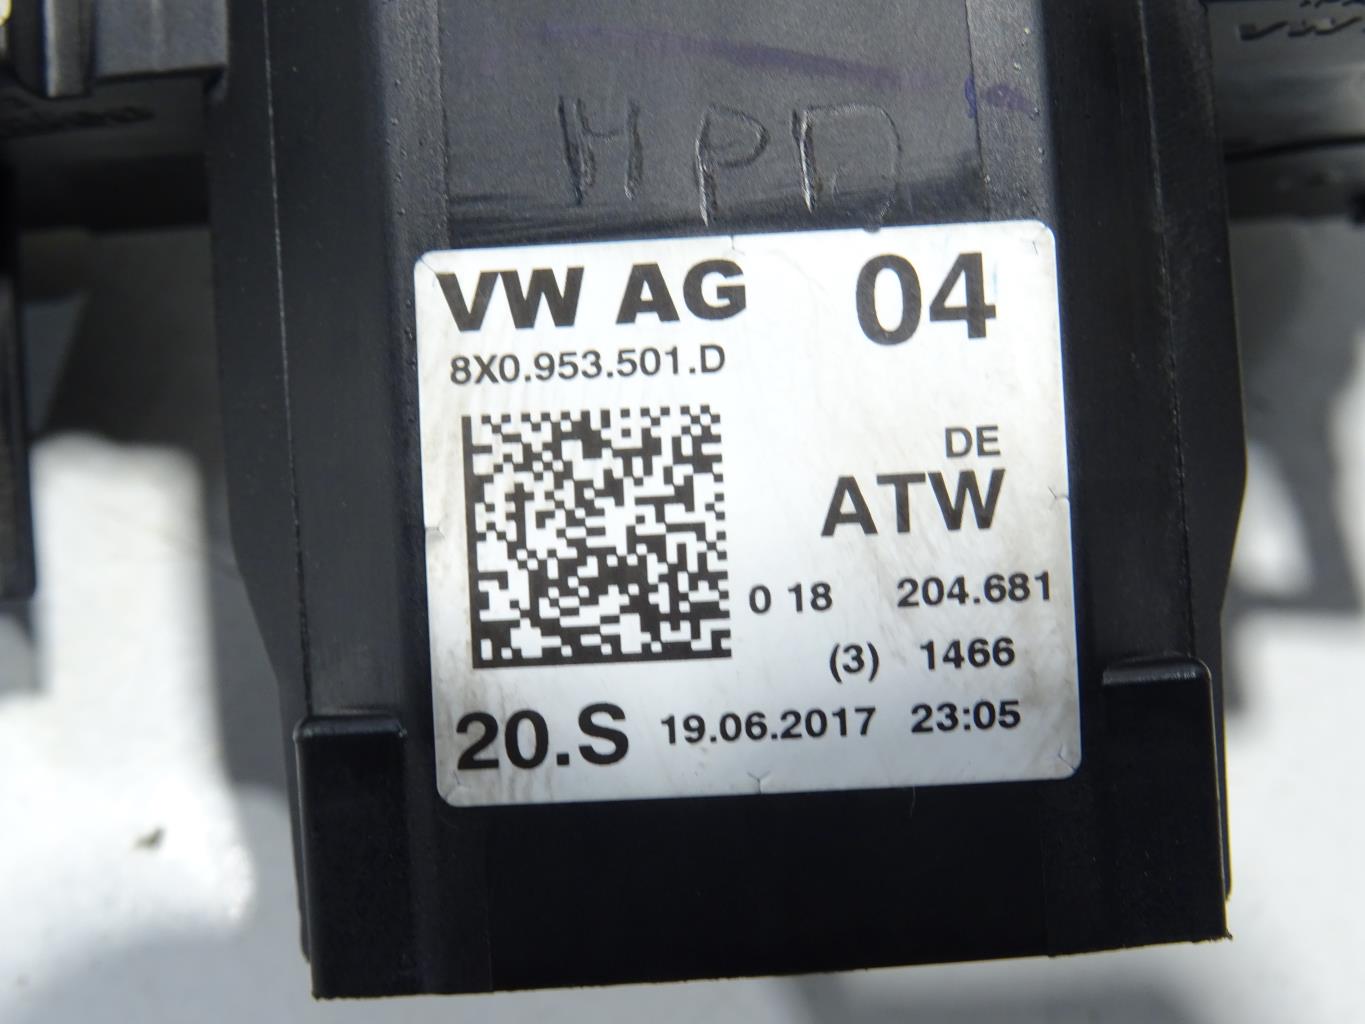 HPD
VW AG 04
8X0.953.501.D
DE
ATW
0 18 204.681
(3) 1466
20.S 19.06.2017 23:05